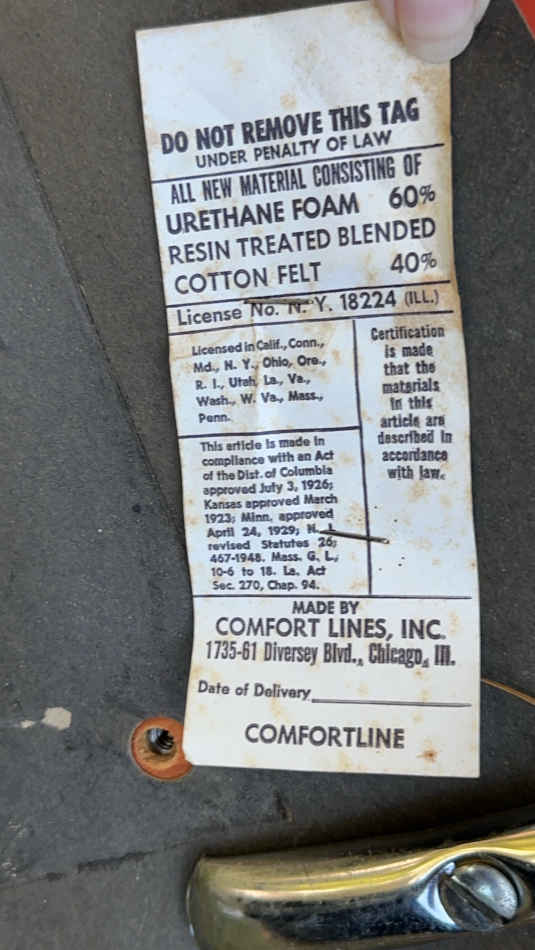 DO NOT REMOVE THIS TAG
UNDER PENALTY OF LAW
ALL NEW MATERIAL CONSISTING OF
URETHANE FOAM 60%
RESIN TREATED BLENDED
COTTON FELT 40%
License No. N. Y. 18224 (ILL.)
Licensed in Calif., Conn.,
Md., N. Y., Ohio, Ore.,
R. I., Utah, La., Va.,
Wash., W. Va., Mass.,
Penn.
Certification
is made
that the
materials
in this
article are
described in
accordance
with law.
This article is made in
compliance with an Act
of the Dist. of Columbia
approved July 3, 1926;
Kansas approved March
1923; Minn. approved
April 24, 1929; N. J.
revised Statutes 26;
467-1948. Mass. G. L.,
10-6 to 18. La. Act
Sec. 270, Chap. 94.
MADE BY
COMFORT LINES, INC.
1735-61 Diversey Blvd., Chicago, Ill.
Date of Delivery
COMFORTLINE